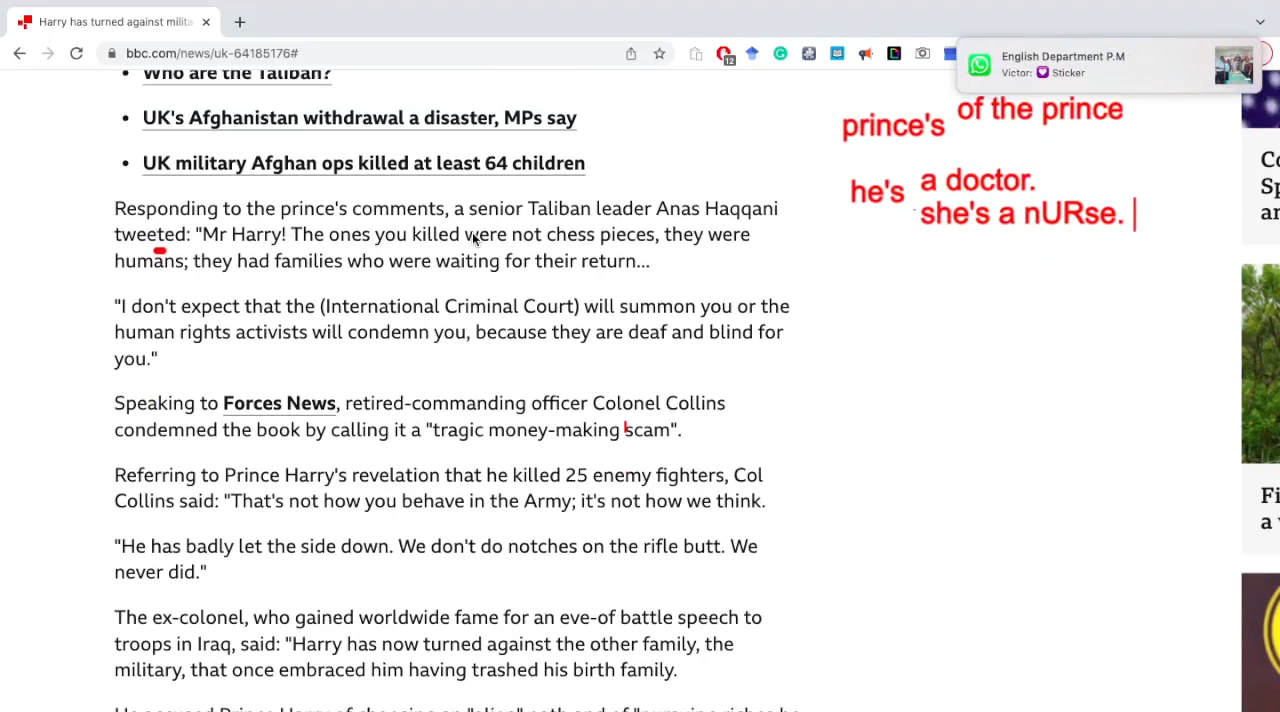 Harry has turned against milita
bbc.com/news/uk-64185176#
12
English Department P.M
Victor: 💟 Sticker
Who are the Taliban?
UK's Afghanistan withdrawal a disaster, MPs say
UK military Afghan ops killed at least 64 children
Responding to the prince's comments, a senior Taliban leader Anas Haqqani
tweeted: "Mr Harry! The ones you killed were not chess pieces, they were
humans; they had families who were waiting for their return...
"I don't expect that the (International Criminal Court) will summon you or the
human rights activists will condemn you, because they are deaf and blind for
you."
Speaking to Forces News, retired-commanding officer Colonel Collins
condemned the book by calling it a "tragic money-making scam".
Referring to Prince Harry's revelation that he killed 25 enemy fighters, Col
Collins said: "That's not how you behave in the Army; it's not how we think.
"He has badly let the side down. We don't do notches on the rifle butt. We
never did."
The ex-colonel, who gained worldwide fame for an eve-of battle speech to
troops in Iraq, said: "Harry has now turned against the other family, the
military, that once embraced him having trashed his birth family.
prince's of the prince
he's a doctor.
she's a nURse.
Co
Sp
an
Fi
a